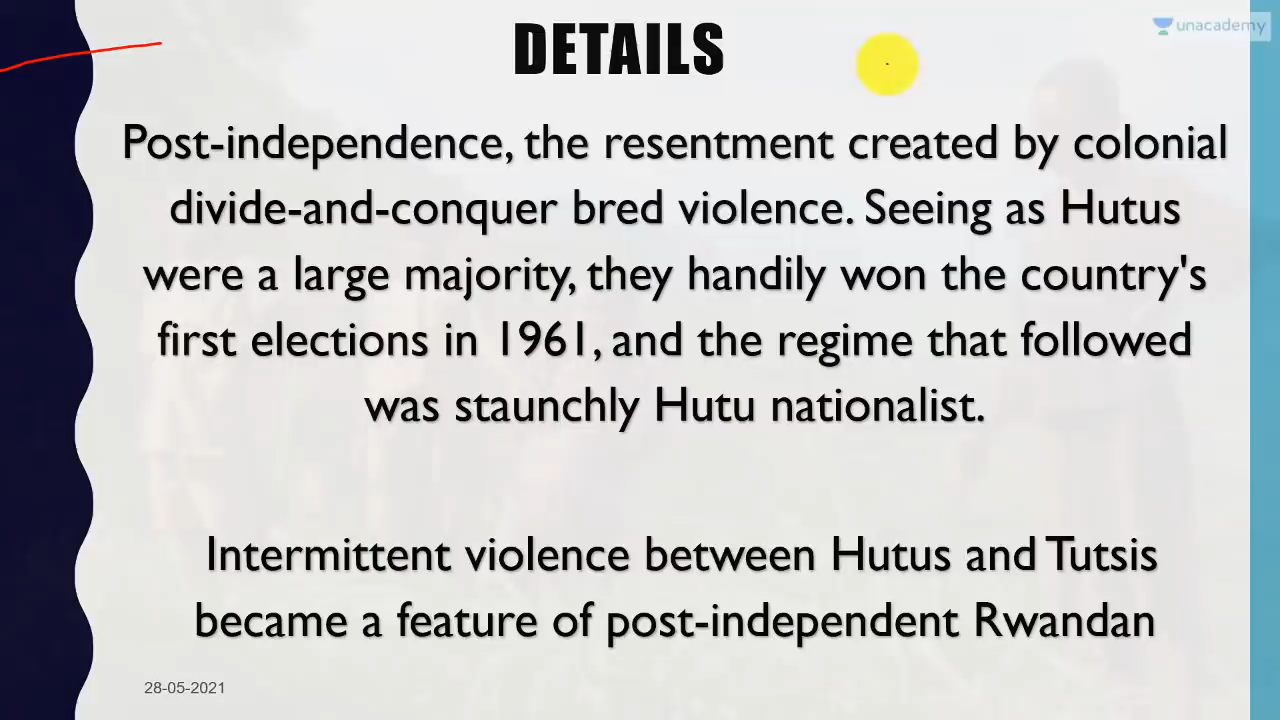 DETAILS
unacademy
Post-independence, the resentment created by colonial
divide-and-conquer bred violence. Seeing as Hutus
were a large majority, they handily won the country's
first elections in 1961, and the regime that followed
was staunchly Hutu nationalist.
Intermittent violence between Hutus and Tutsis
became a feature of post-independent Rwandan
28-05-2021